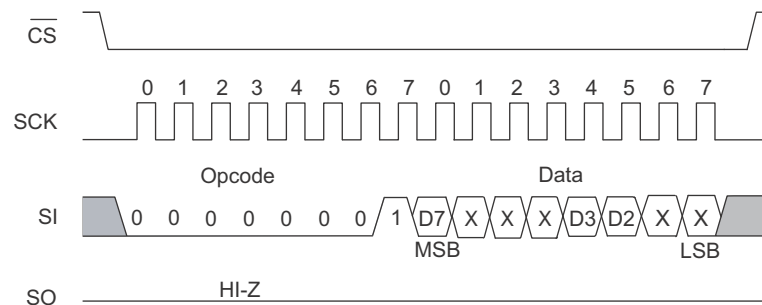 CS
0 1 2 3 4 5 6 7 0 1 2 3 4 5 6 7
SCK
Opcode Data
SI 0 0 0 0 0 0 0 1 D7 X X X D3 D2 X X
MSB LSB
HI-Z
SO